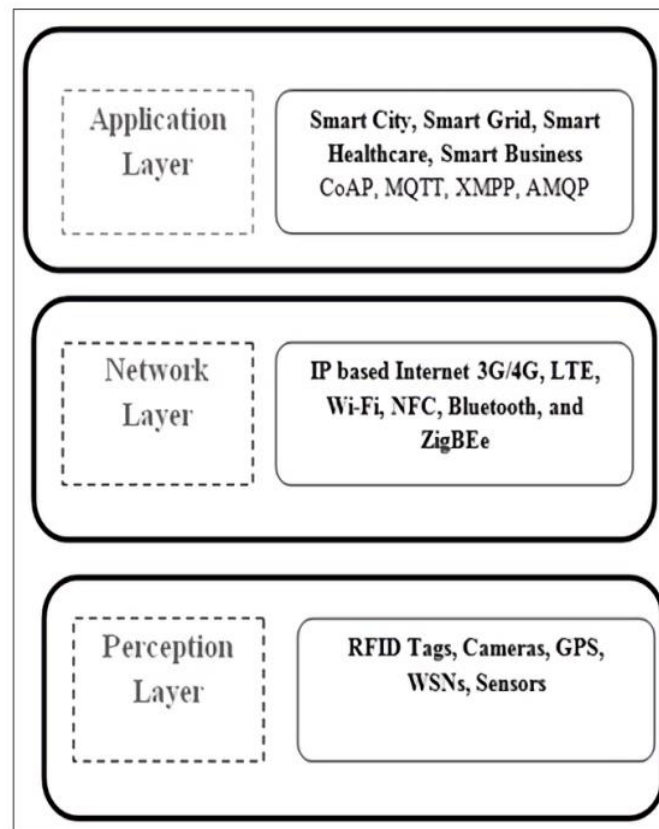 Application
Layer
Smart City, Smart Grid, Smart
Healthcare, Smart Business
CoAP, MQTT, XMPP, AMQP
Network
Layer
IP based Internet 3G/4G, LTE,
Wi-Fi, NFC, Bluetooth, and
ZigBEe
Perception
Layer
RFID Tags, Cameras, GPS,
WSNs, Sensors